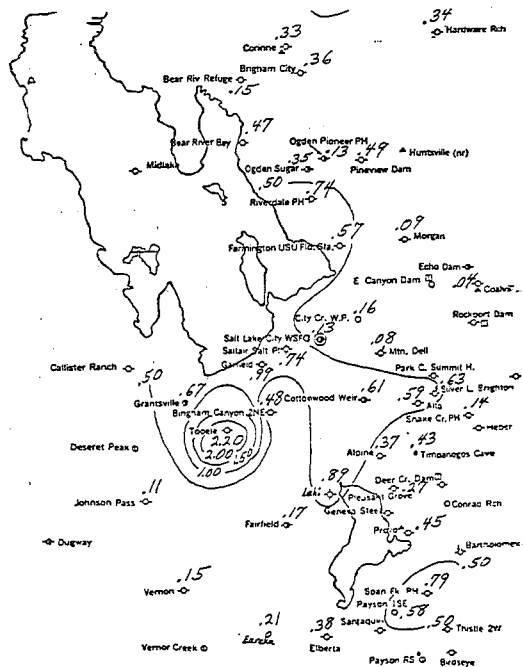 .34
Hardware Rch
.33
Corinne
.36
Brigham City
Bear Riv Refuge
.15
.47
Bear River Bay
Ogden Pioneer PH
.13
.49
Huntsville (nr)
Midlake
.35
Ogden Sugar
Pineview Dam
.50
.74
Riverdale PH
.57
.09
Morgan
Farmington USU Fld. Sta.
Echo Dam
E Canyon Dam
.04
Rockport Dam
.16
City Cr. W.P.
Salt Lake City WSFO
.63
.08
Mtn. Dell
Saltair Salt P.
.74
Garfield
.99
Callister Ranch
.50
Park C. Summit H.
.63
Silver L. Brighton
.67
Grantsville
.48
Cottonwood Weir
.61
.59
Alta
.14
Bingham Canyon 2NE
Snake Cr. PH
Heber
Tooele
2.20
2.00
1.50
1.00
Deseret Peak
.37
.43
Alpine
Timpanogos Cave
.89
Lehi
Deer Cr. Dam
.27
Pleasant Grove
.11
Johnson Pass
Geneva Steel
Conrad Rch
.17
Fairfield
.45
Provo
Dugway
Bartholomew
.50
.15
Vernon
.79
Span Fk. PH
Payson 1SE
.58
.21
Eureka
.38
Elberta
Santaquin
.50
Thistle 2W
Vernon Creek
Payson RS
Birdseye